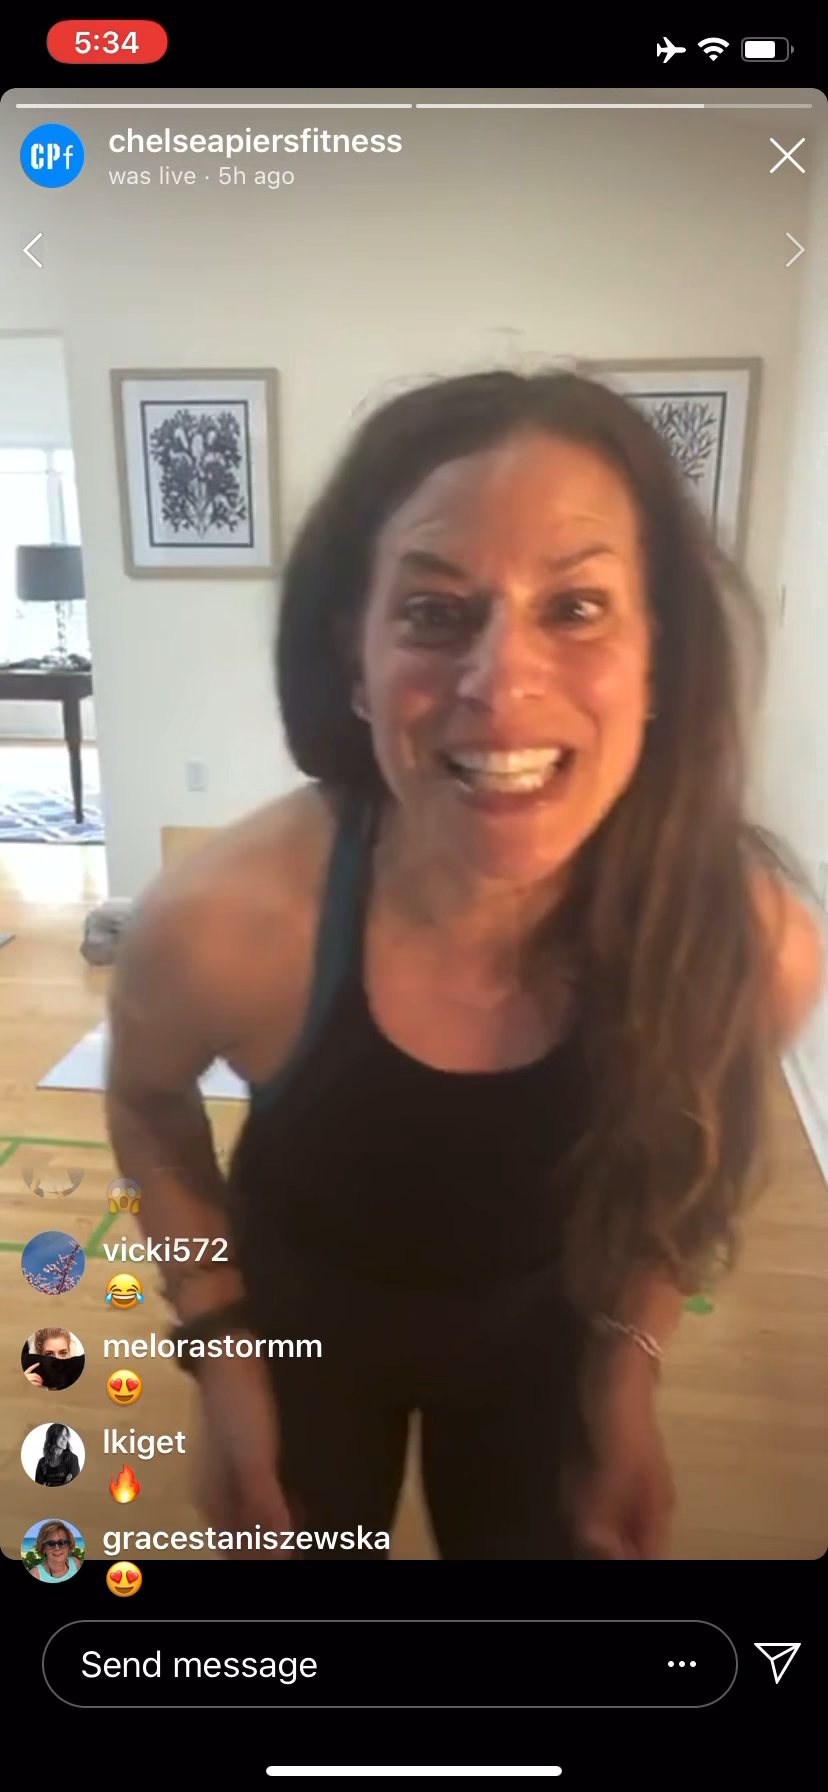 5:34
CPf
chelseapiersfitness
was live · 5h ago
😱
vicki572
😂
melorastormm
😍
lkiget
🔥
gracestaniszewska
😍
Send message